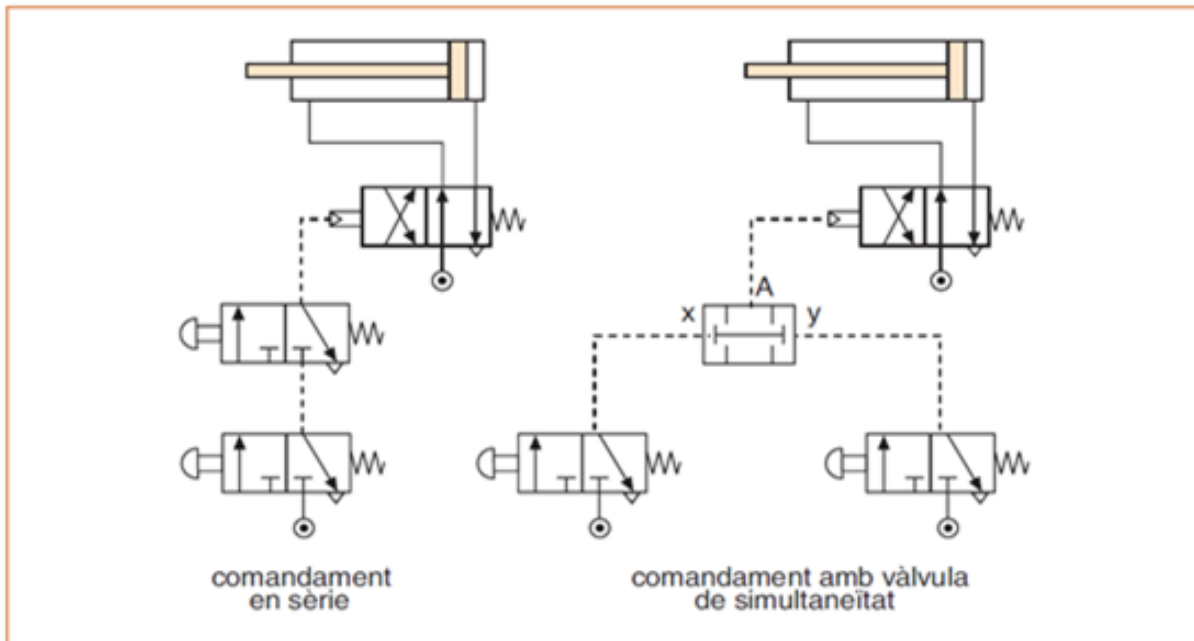 A
x
y
comandament
en sèrie
comandament amb vàlvula
de simultaneïtat